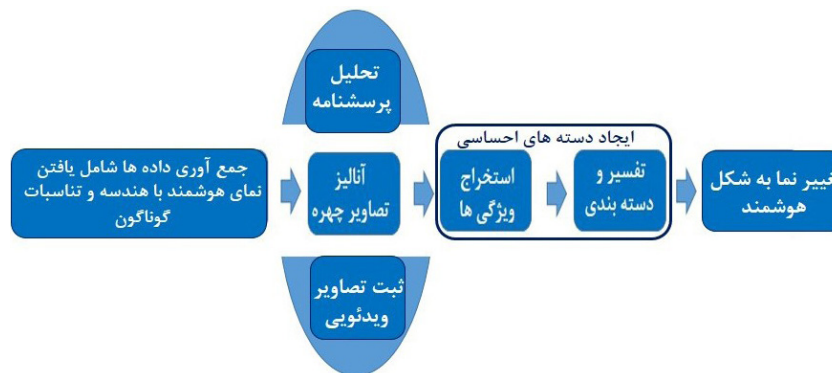 تحلیل
پرسشنامه
جمع آوری داده ها شامل یافتن
نمای هوشمند با هندسه و تناسبات
گوناگون
آنالیز
تصاویر چهره
ایجاد دسته های احساسی
استخراج
ویژگی ها
تفسیر و
دسته بندی
تغییر نما به شکل
هوشمند
ثبت تصاویر
ویدئویی